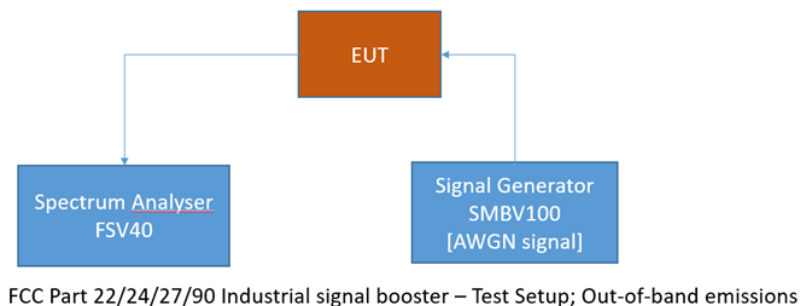 EUT
Spectrum Analyser
FSV40
Signal Generator
SMBV100
[AWGN signal]
FCC Part 22/24/27/90 Industrial signal booster – Test Setup; Out-of-band emissions